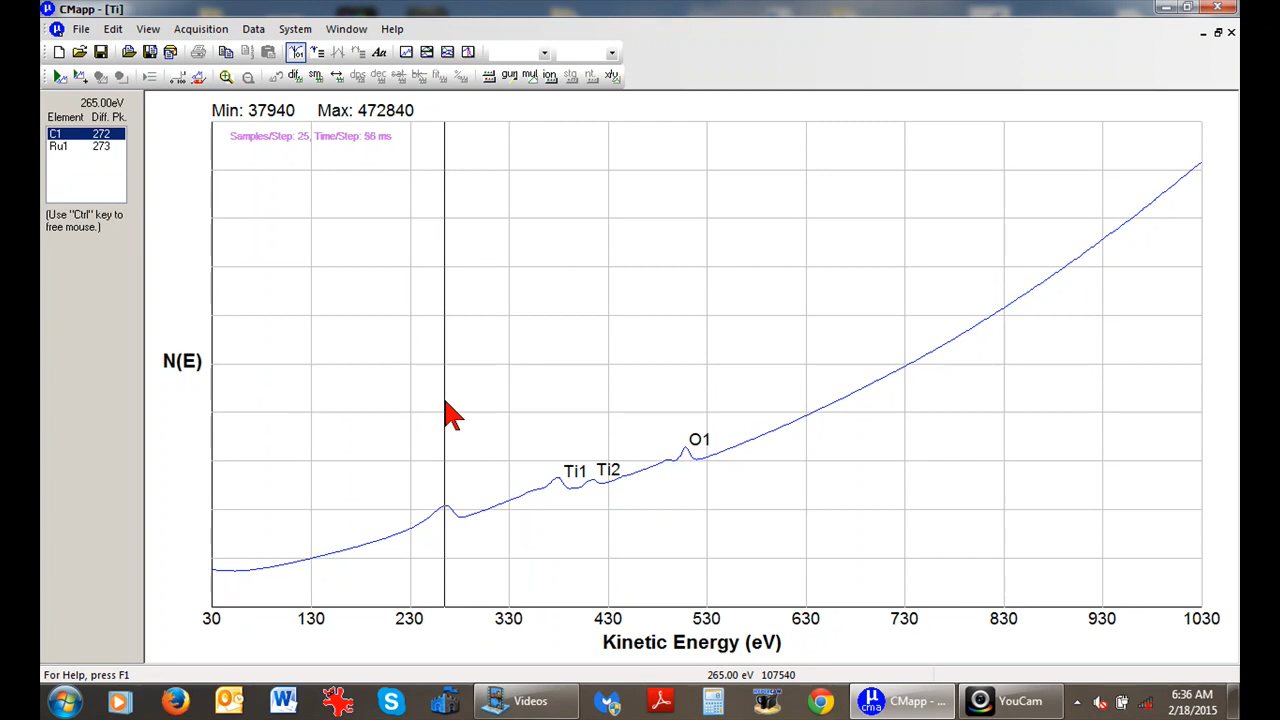 CMapp - [Ti]
File Edit View Acquisition Data System Window Help
265.00eV
Element Diff. Pk.
C1 272
Ru1 273
(Use "Ctrl" key to
free mouse.)
Min: 37940 Max: 472840
Samples/Step: 25, Time/Step: 56 ms
N(E)
Ti1 Ti2 O1
30 130 230 330 430 530 630 730 830 930 1030
Kinetic Energy (eV)
For Help, press F1
265.00 eV 107540
Videos
CMapp - ...
YouCam
6:36 AM
2/18/2015